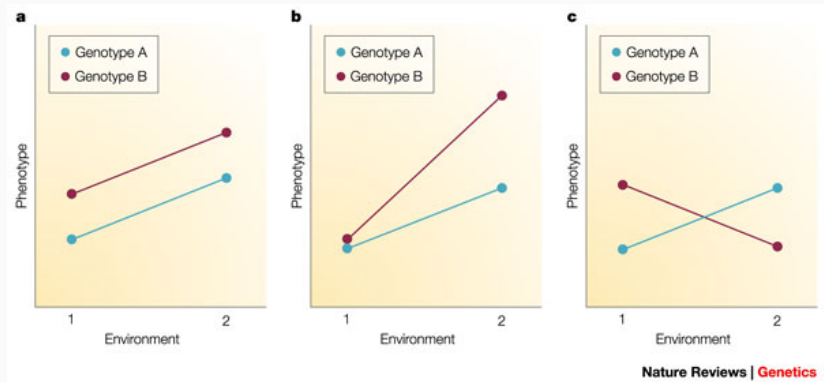 a
Genotype A
Genotype B
Phenotype
1
2
Environment
b
Genotype A
Genotype B
Phenotype
1
2
Environment
c
Genotype A
Genotype B
Phenotype
1
2
Environment
Nature Reviews | Genetics